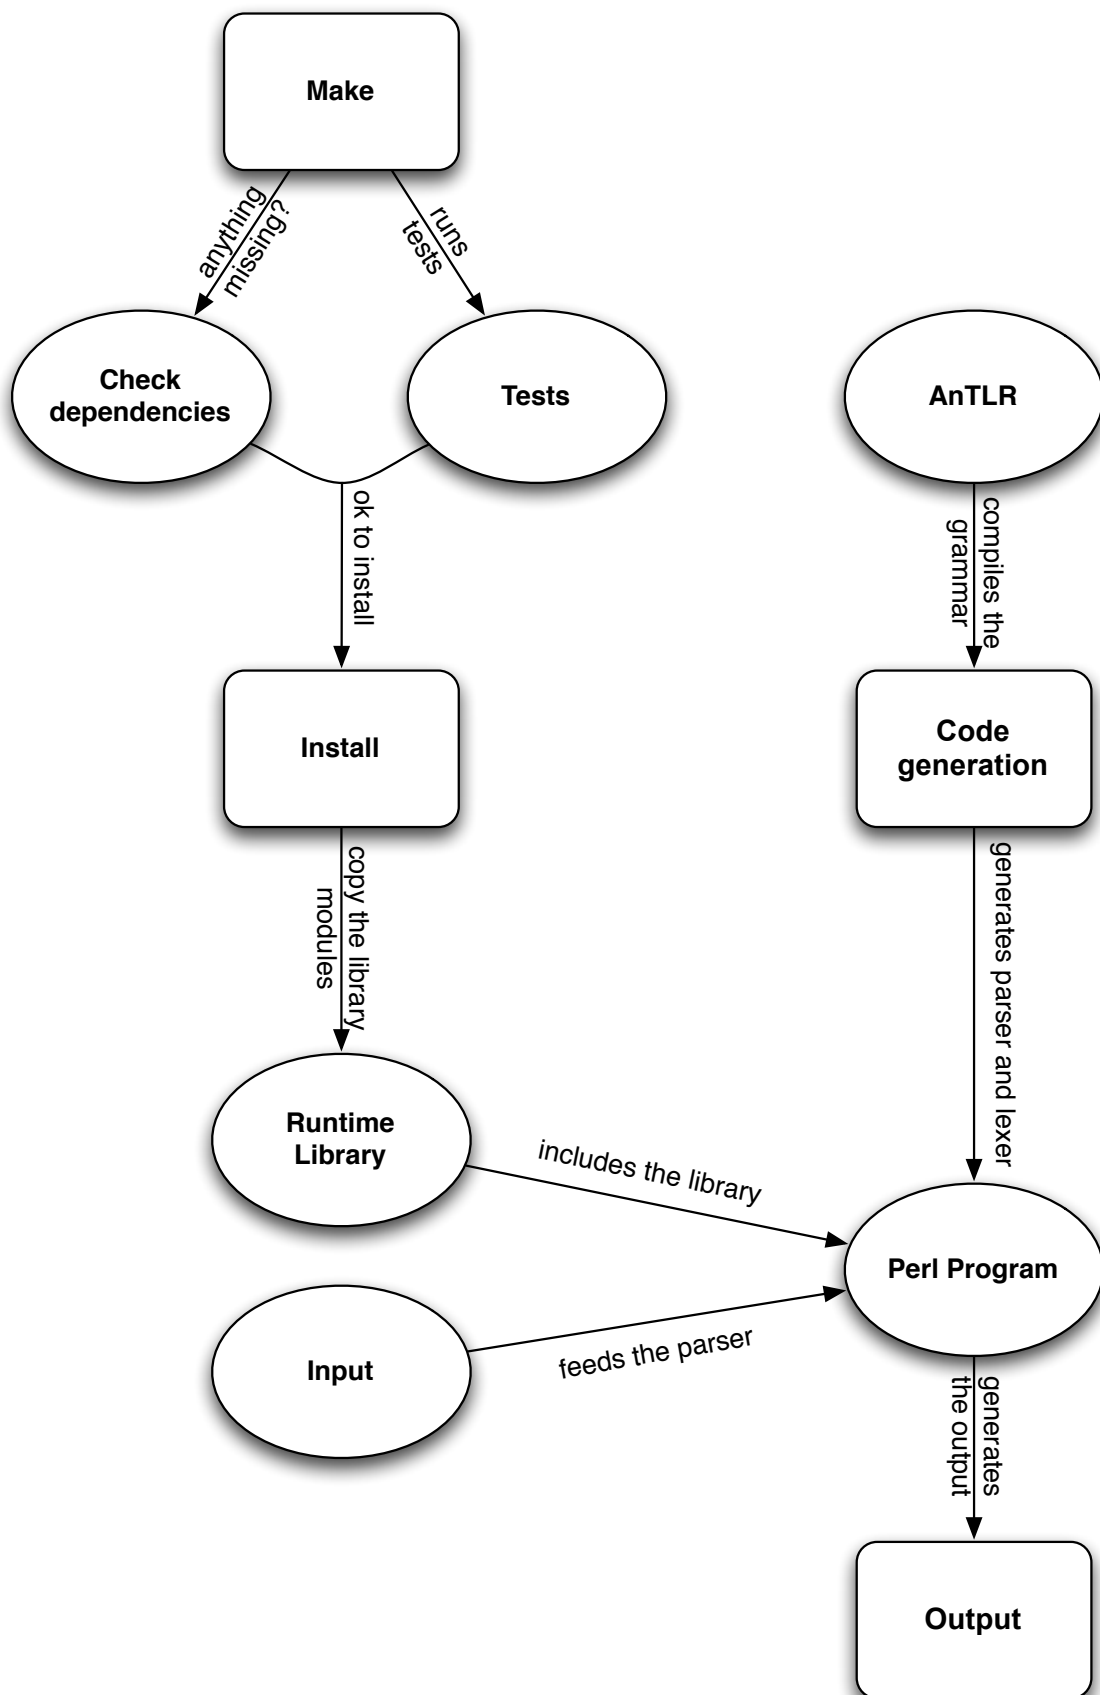 Make
anything
missing?
runs
tests
Check
dependencies
Tests
AnTLR
ok to install
compiles the
grammar
Install
Code
generation
copy the library
modules
generates parser and lexer
Runtime
Library
includes the library
Perl Program
Input
feeds the parser
generates
the output
Output